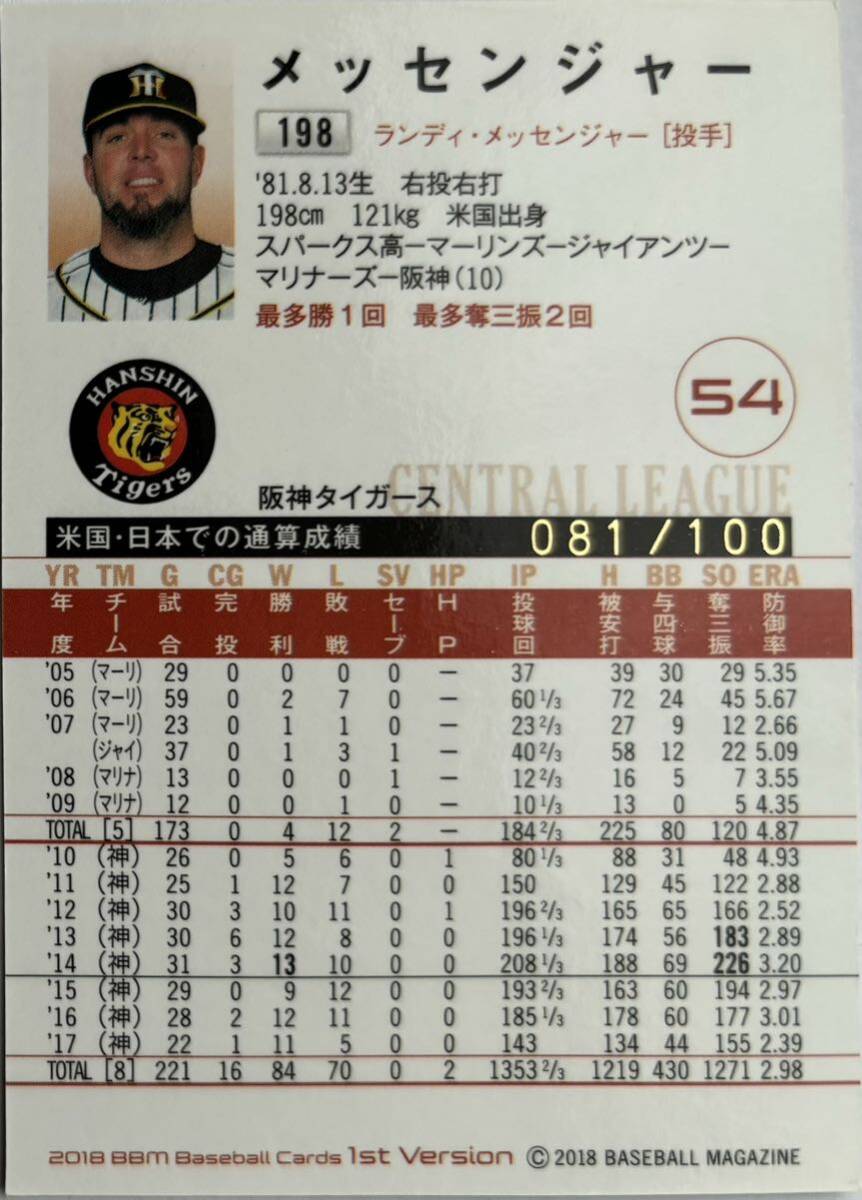 メッセンジャー
198 ランディ・メッセンジャー [投手]
'81.8.13生 右投右打
198cm 121kg 米国出身
スパークス高ーマーリンズージャイアンツー
マリナーズー阪神(10)
最多勝1回 最多奪三振2回
HANSHIN
Tigers
54
CENTRAL LEAGUE
阪神タイガース
米国・日本での通算成績 081/100
YR TM G CG W L SV HP IP H BB SO ERA
年度 チーム 試合 完投 勝利 敗戦 セーブ HP 投球回 被安打 与四球 奪三振 防御率
'05 (マーリ) 29 0 0 0 0 — 37 39 30 29 5.35
'06 (マーリ) 59 0 2 7 0 — 60 1/3 72 24 45 5.67
'07 (マーリ) 23 0 1 1 0 — 23 2/3 27 9 12 2.66
(ジャイ) 37 0 1 3 1 — 40 2/3 58 12 22 5.09
'08 (マリナ) 13 0 0 0 1 — 12 2/3 16 5 7 3.55
'09 (マリナ) 12 0 0 1 0 — 10 1/3 13 0 5 4.35
TOTAL [5] 173 0 4 12 2 — 184 2/3 225 80 120 4.87
'10 (神) 26 0 5 6 0 1 80 1/3 88 31 48 4.93
'11 (神) 25 1 12 7 0 0 150 129 45 122 2.88
'12 (神) 30 3 10 11 0 1 196 2/3 165 65 166 2.52
'13 (神) 30 6 12 8 0 0 196 1/3 174 56 183 2.89
'14 (神) 31 3 13 10 0 0 208 1/3 188 69 226 3.20
'15 (神) 29 0 9 12 0 0 193 2/3 163 60 194 2.97
'16 (神) 28 2 12 11 0 0 185 1/3 178 60 177 3.01
'17 (神) 22 1 11 5 0 0 143 134 44 155 2.39
TOTAL [8] 221 16 84 70 0 2 1353 2/3 1219 430 1271 2.98
2018 BBM Baseball Cards 1st Version © 2018 BASEBALL MAGAZINE